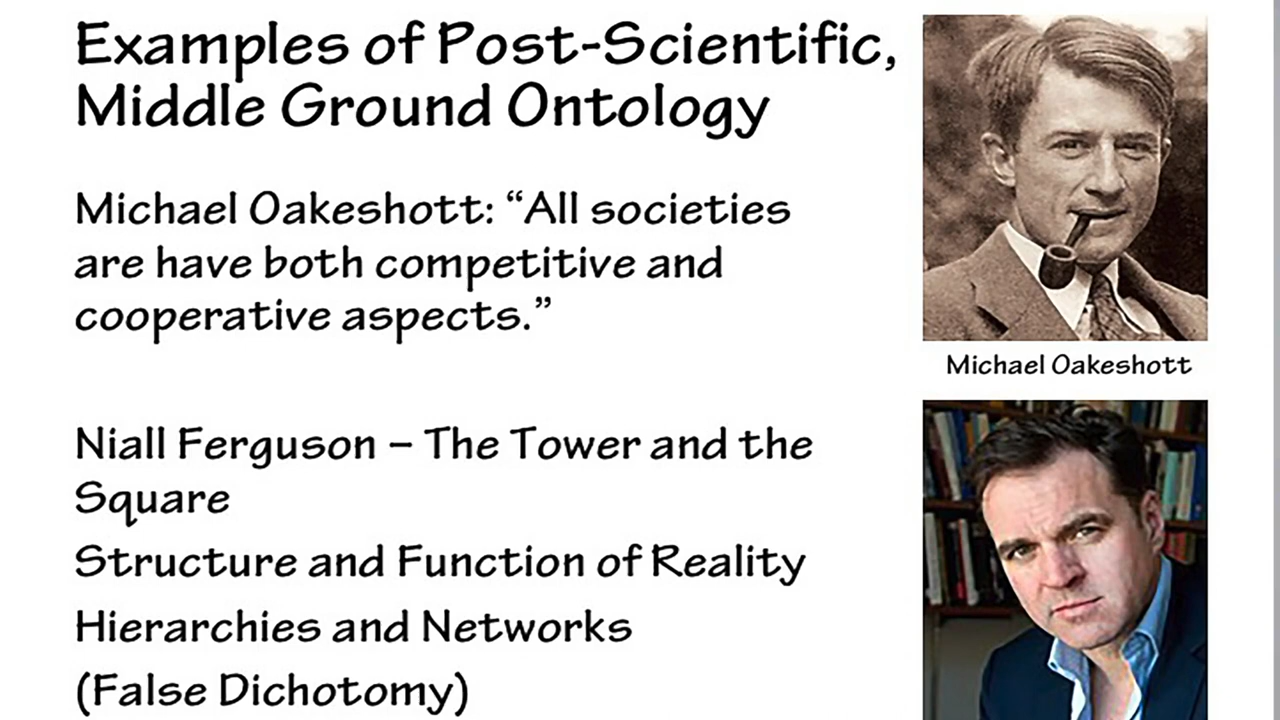 Examples of Post-Scientific,
Middle Ground Ontology
Michael Oakeshott: “All societies
are have both competitive and
cooperative aspects.”
Michael Oakeshott
Niall Ferguson – The Tower and the
Square
Structure and Function of Reality
Hierarchies and Networks
(False Dichotomy)